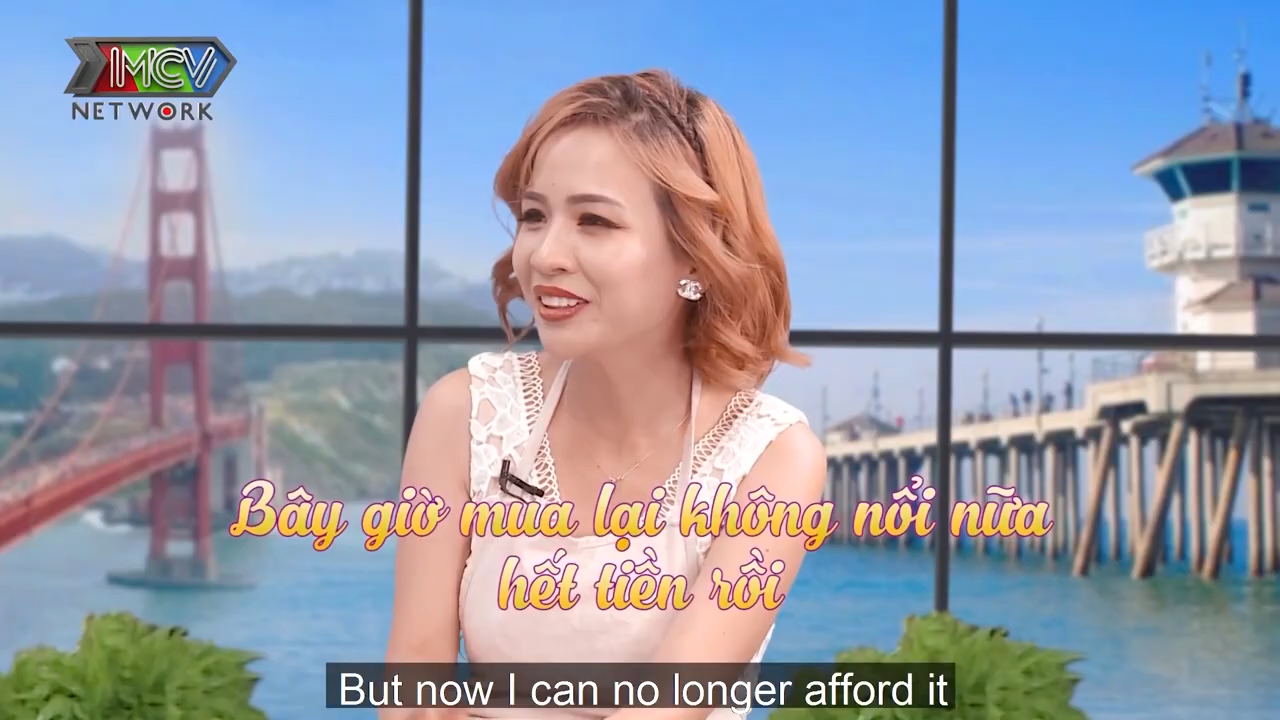 MCV
NETWORK
Bây giờ mua lại không nổi nữa
hết tiền rồi
But now I can no longer afford it